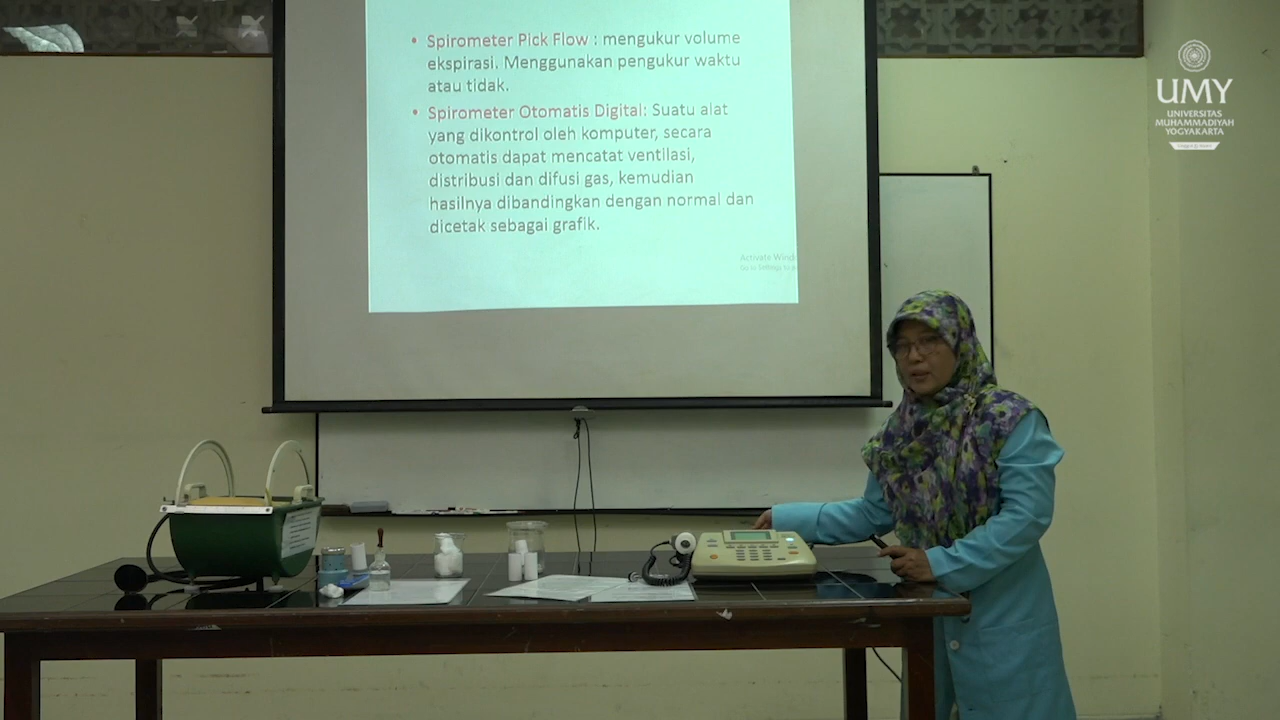 • Spirometer Pick Flow : mengukur volume
ekspirasi. Menggunakan pengukur waktu
atau tidak.
• Spirometer Otomatis Digital: Suatu alat
yang dikontrol oleh komputer, secara
otomatis dapat mencatat ventilasi,
distribusi dan difusi gas, kemudian
hasilnya dibandingkan dengan normal dan
dicetak sebagai grafik.
Activate Wind
UMY
UNIVERSITAS
MUHAMMADIYAH
YOGYAKARTA